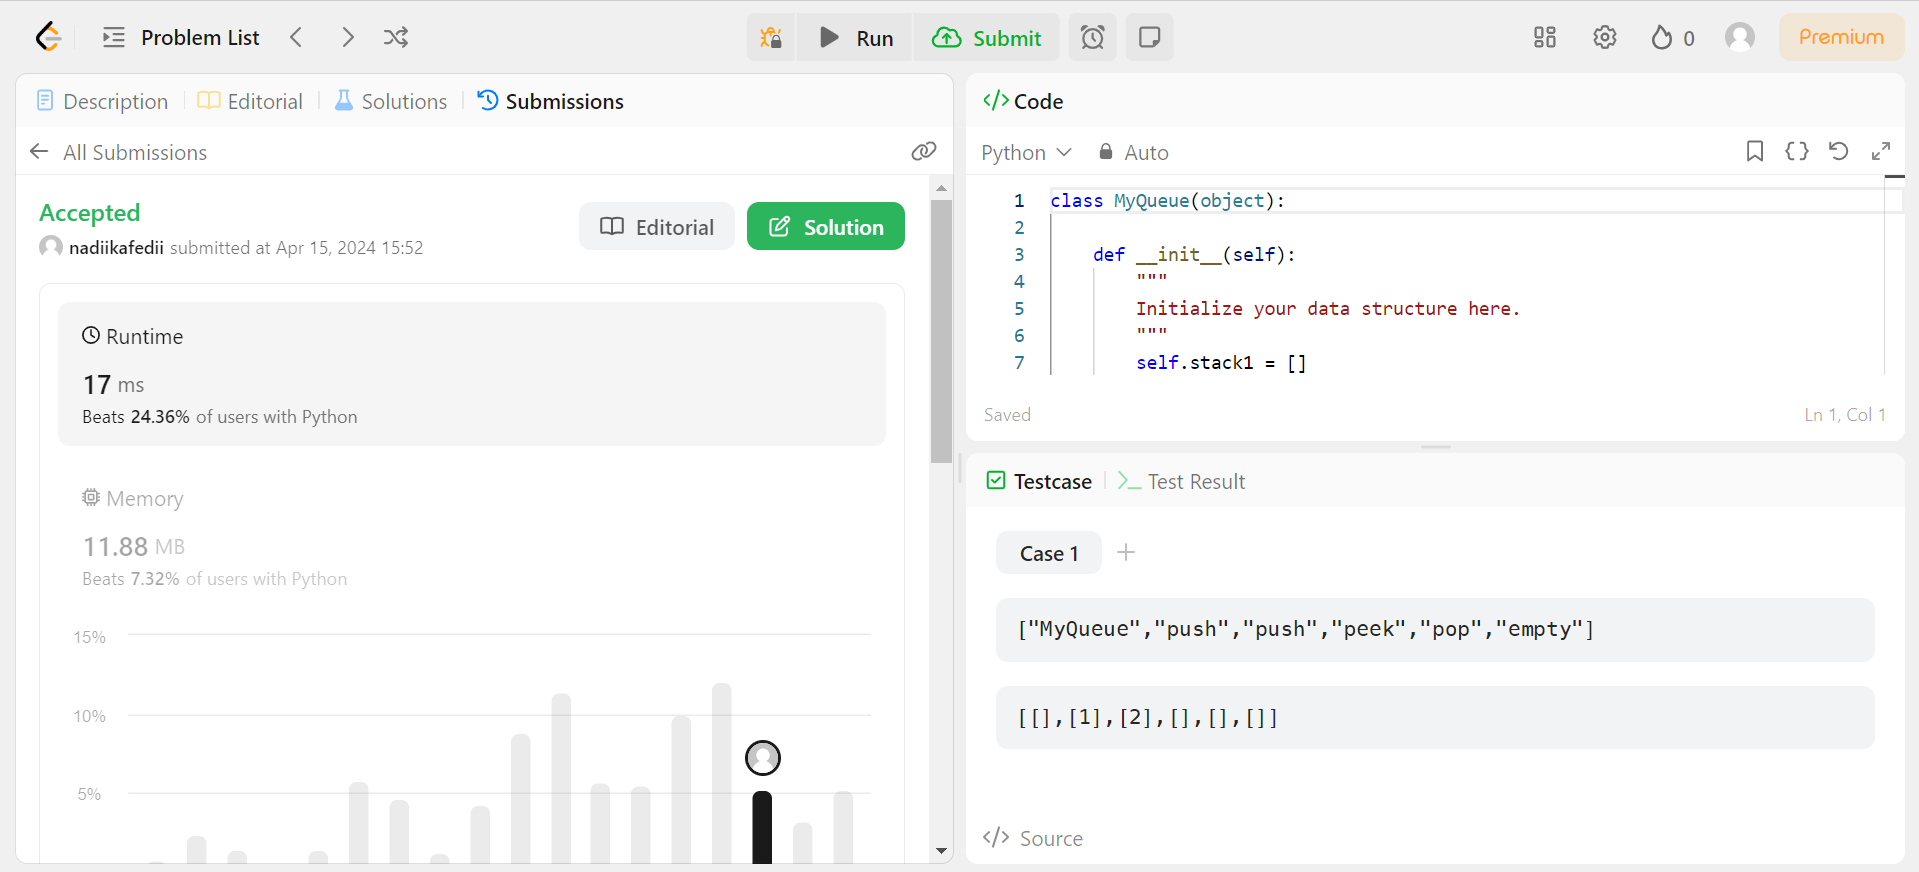 Problem List
Run
Submit
0
Premium
Description
Editorial
Solutions
Submissions
All Submissions
Accepted
nadiikafedii submitted at Apr 15, 2024 15:52
Editorial
Solution
Runtime
17 ms
Beats 24.36% of users with Python
Memory
11.88 MB
Beats 7.32% of users with Python
15%
10%
5%
</> Code
Python
Auto
{}
1 class MyQueue(object):
2
3 def __init__(self):
4 """
5 Initialize your data structure here.
6 """
7 self.stack1 = []
Saved
Ln 1, Col 1
Testcase
Test Result
Case 1 +
["MyQueue","push","push","peek","pop","empty"]
[[],[1],[2],[],[],[]]
</> Source